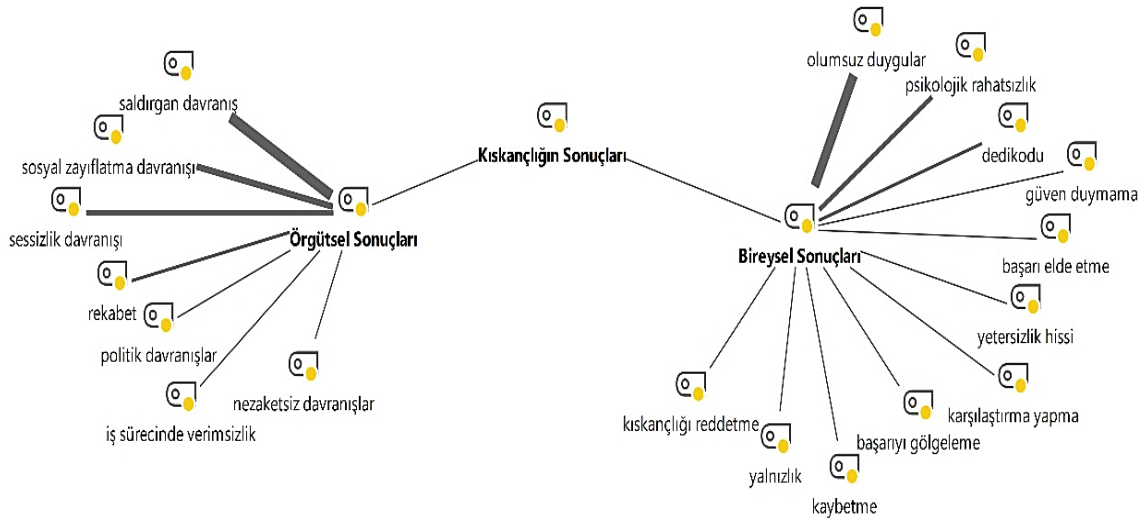 Kıskançlığın Sonuçları
Örgütsel Sonuçları
saldırgan davranış
sosyal zayıflatma davranışı
sessizlik davranışı
rekabet
politik davranışlar
iş sürecinde verimsizlik
nezaketsiz davranışlar
Bireysel Sonuçları
olumsuz duygular
psikolojik rahatsızlık
dedikodu
güven duymama
başarı elde etme
yetersizlik hissi
karşılaştırma yapma
başarıyı gölgeleme
kaybetme
yalnızlık
kıskançlığı reddetme